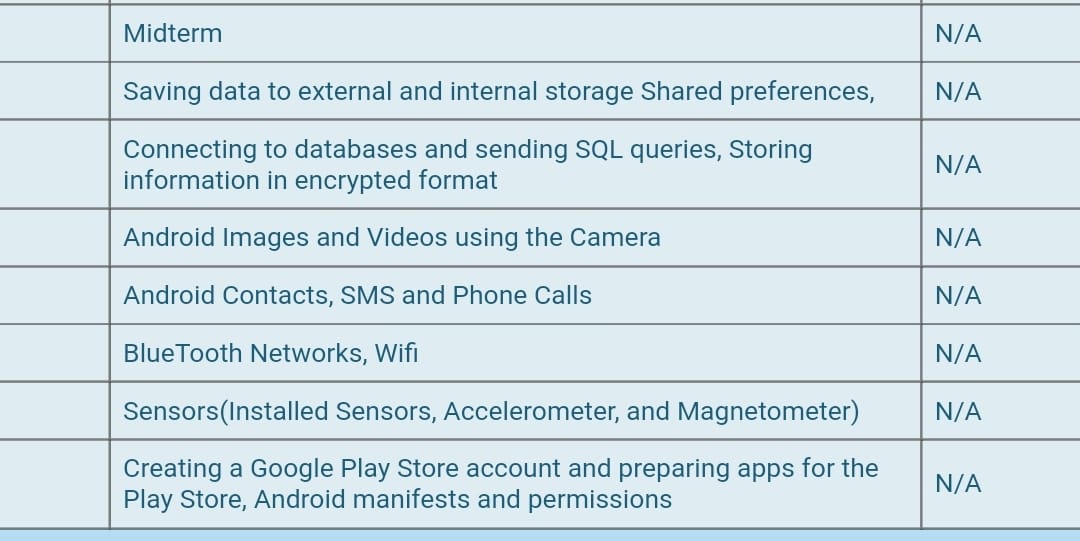 Midterm
N/A
Saving data to external and internal storage Shared preferences,
N/A
Connecting to databases and sending SQL queries, Storing
information in encrypted format
N/A
Android Images and Videos using the Camera
N/A
Android Contacts, SMS and Phone Calls
N/A
BlueTooth Networks, Wifi
N/A
Sensors(Installed Sensors, Accelerometer, and Magnetometer)
N/A
Creating a Google Play Store account and preparing apps for the
Play Store, Android manifests and permissions
N/A